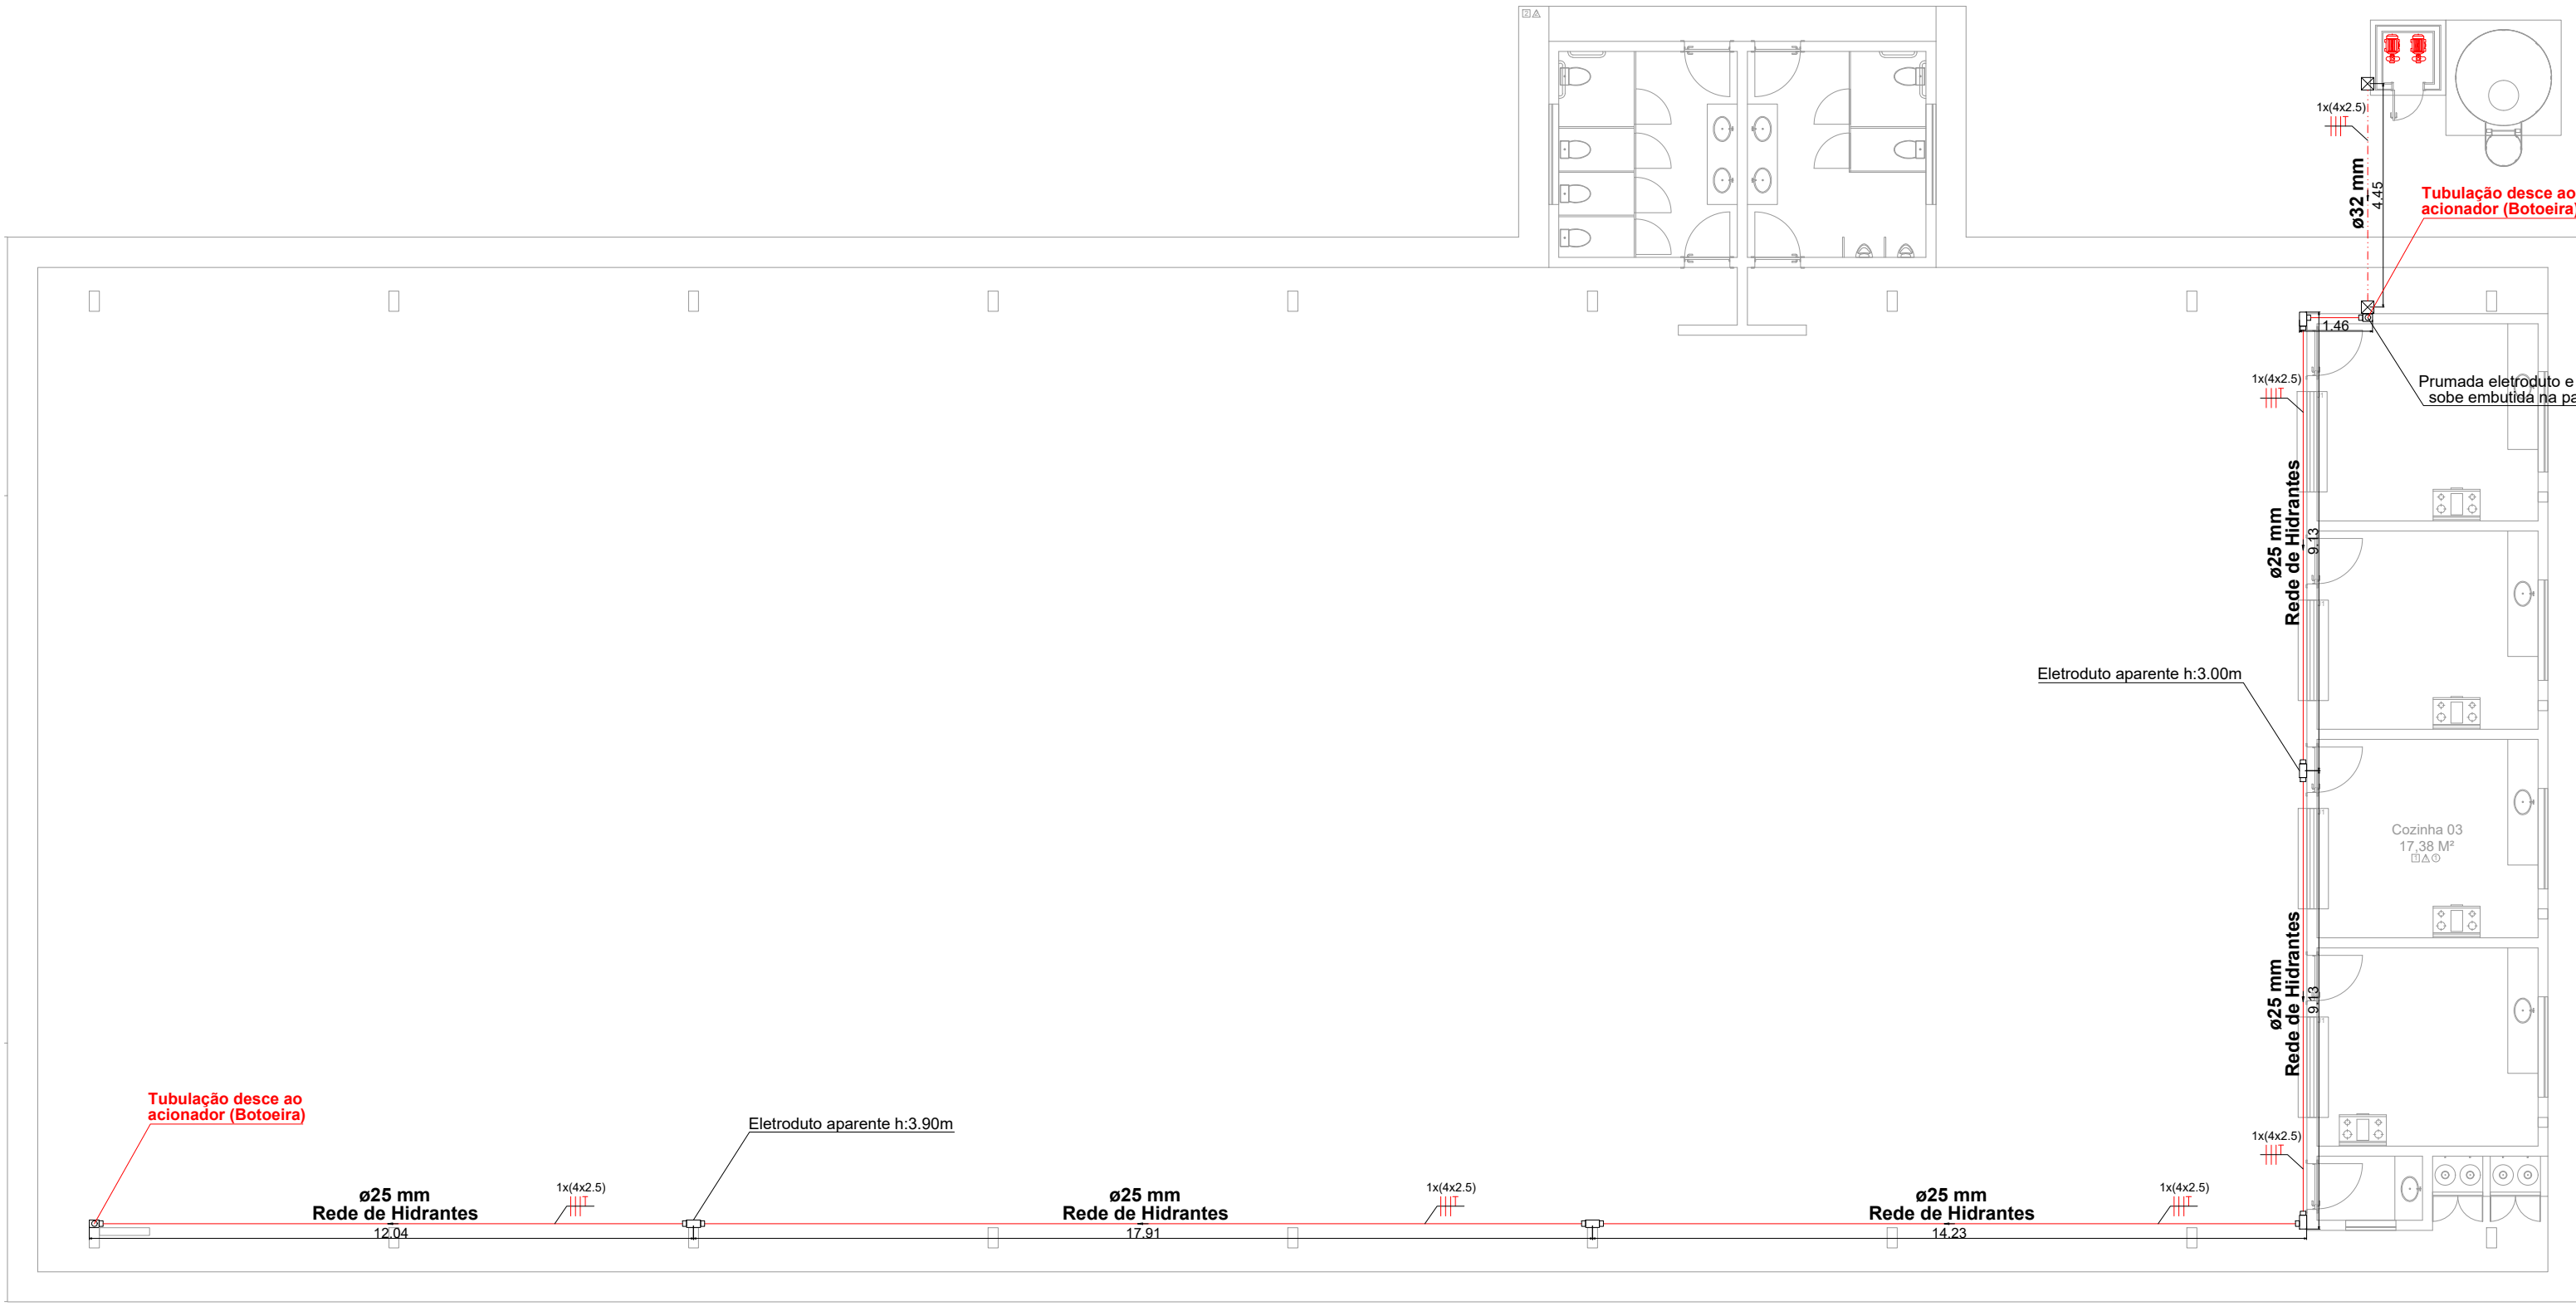 1x(4x2.5)
T
ø32 mm
4.45
Tubulação desce ao
acionador (Botoeira)
1.46
1x(4x2.5)
T
Prumada eletroduto e
sobe embutida na
ø25 mm
Rede de Hidrantes
9.13
Eletroduto aparente h:3.00m
Cozinha 03
17,38 M²
ø25 mm
Rede de Hidrantes
9.13
1x(4x2.5)
T
Tubulação desce ao
acionador (Botoeira)
Eletroduto aparente h:3.90m
ø25 mm
Rede de Hidrantes
12.04
1x(4x2.5)
T
ø25 mm
Rede de Hidrantes
17.91
1x(4x2.5)
T
ø25 mm
Rede de Hidrantes
14.23
1x(4x2.5)
T